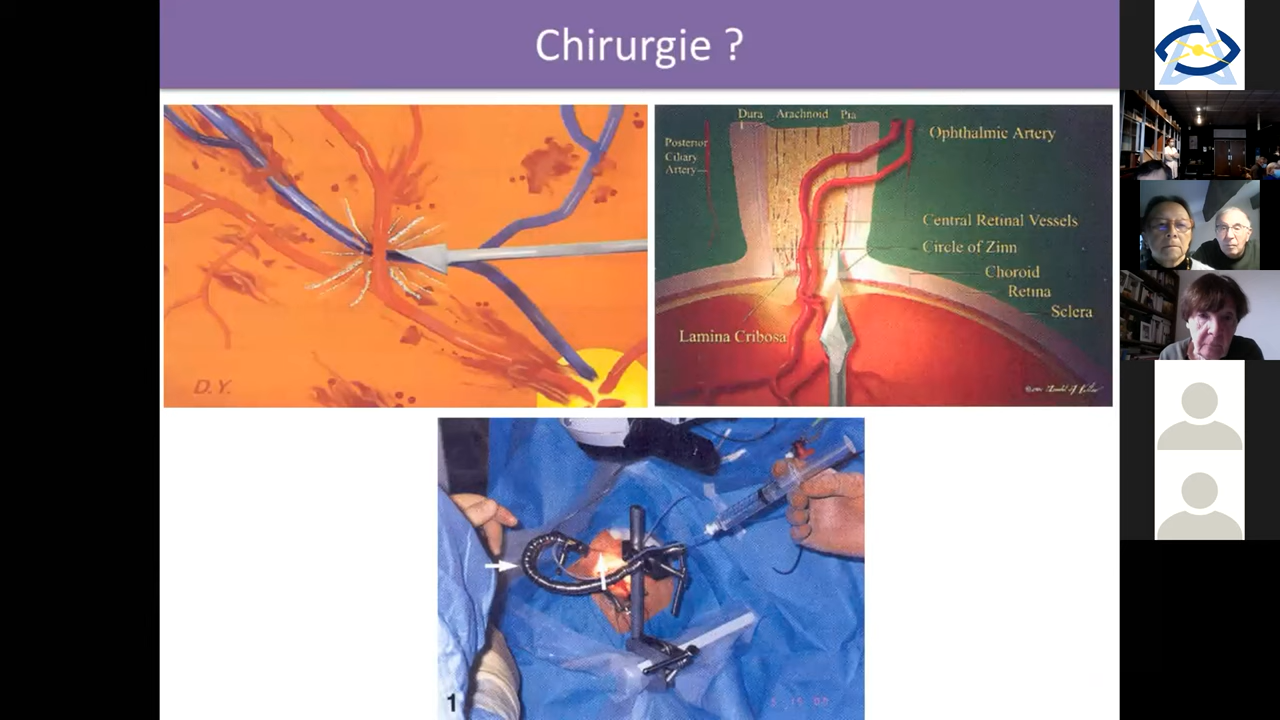 Chirurgie ?
D.Y.
Dura Arachnoid Pia
Posterior
Ciliary
Artery
Ophthalmic Artery
Central Retinal Vessels
Circle of Zinn
Choroid
Retina
Sclera
Lamina Cribosa
1